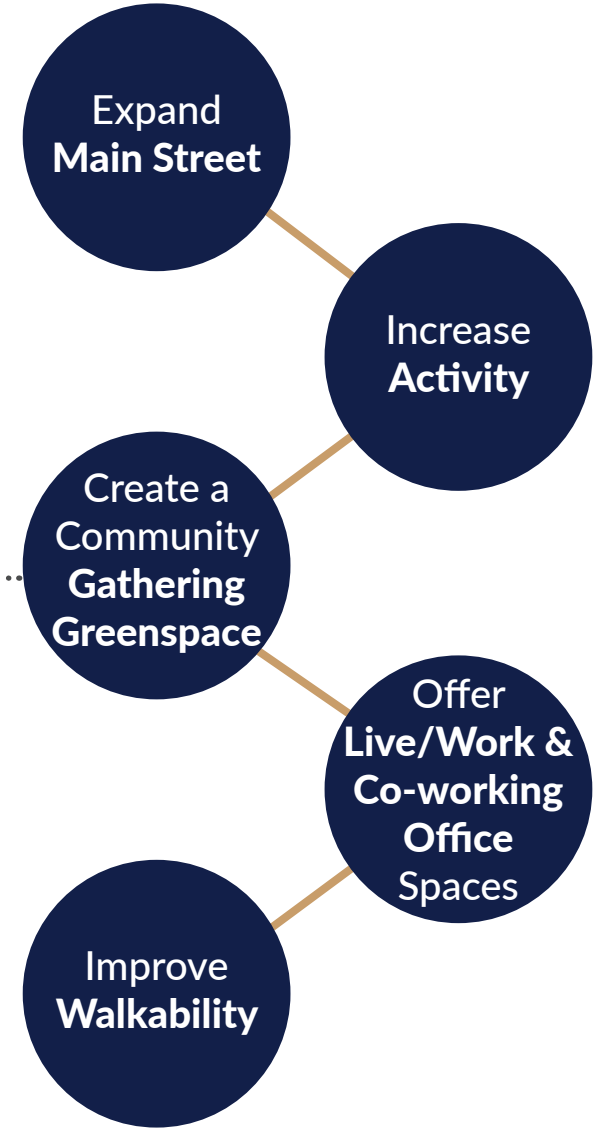 Expand
Main Street
Increase
Activity
Create a
Community
Gathering
Greenspace
Offer
Live/Work &
Co-working
Office
Spaces
Improve
Walkability